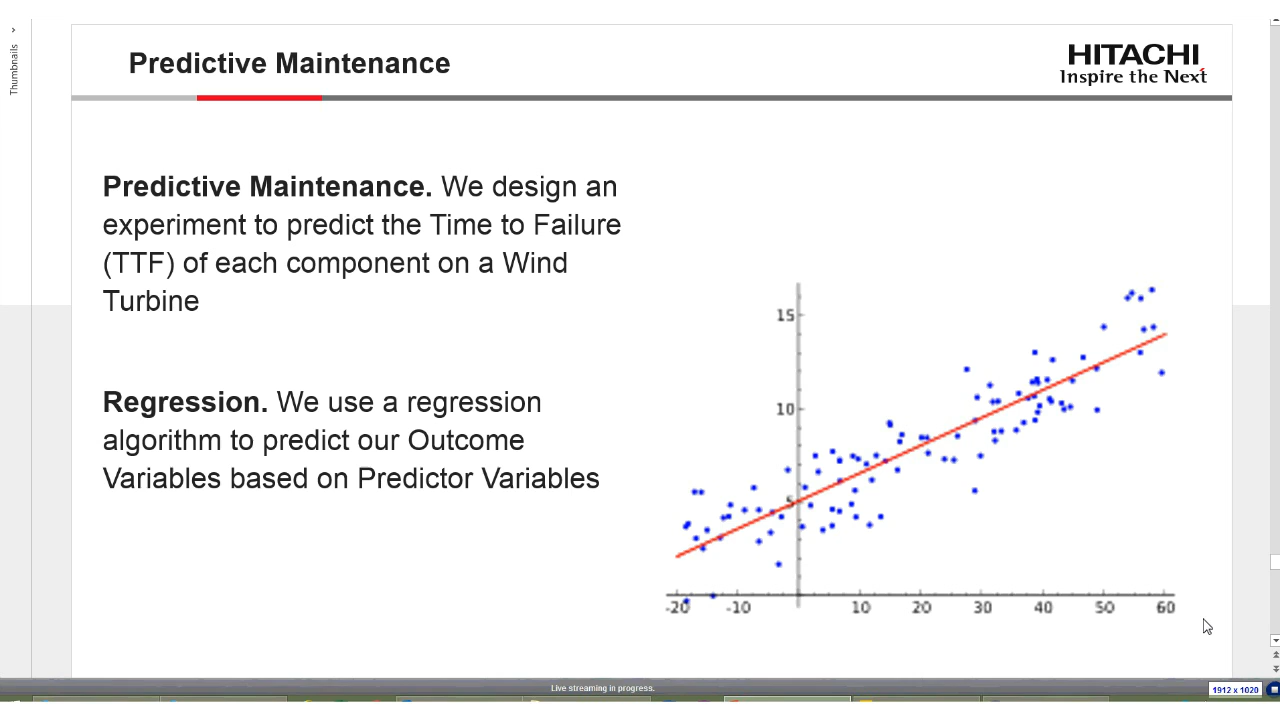 Thumbnails
Predictive Maintenance
HITACHI
Inspire the Next
Predictive Maintenance. We design an
experiment to predict the Time to Failure
(TTF) of each component on a Wind
Turbine
Regression. We use a regression
algorithm to predict our Outcome
Variables based on Predictor Variables
15
10
5
-20 -10 10 20 30 40 50 60
Live streaming in progress.
1912 x 1020